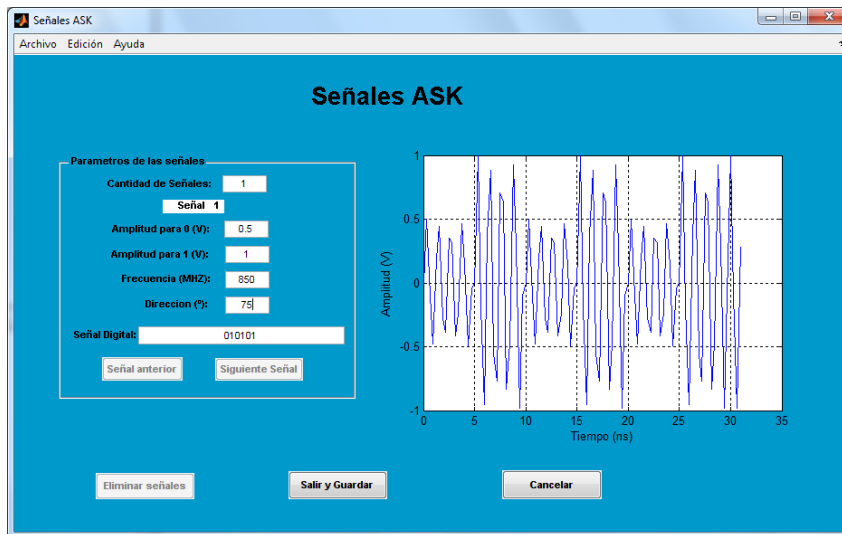 Señales ASK
Archivo Edición Ayuda
Señales ASK
Parametros de las señales
Cantidad de Señales: 1
Señal 1
Amplitud para 0 (V): 0.5
Amplitud para 1 (V): 1
Frecuencia (MHZ): 850
Direccion (º): 75
Señal Digital: 010101
Señal anterior Siguiente Señal
1
0.5
0
-0.5
-1
Amplitud (V)
0 5 10 15 20 25 30 35
Tiempo (ns)
Eliminar señales Salir y Guardar Cancelar